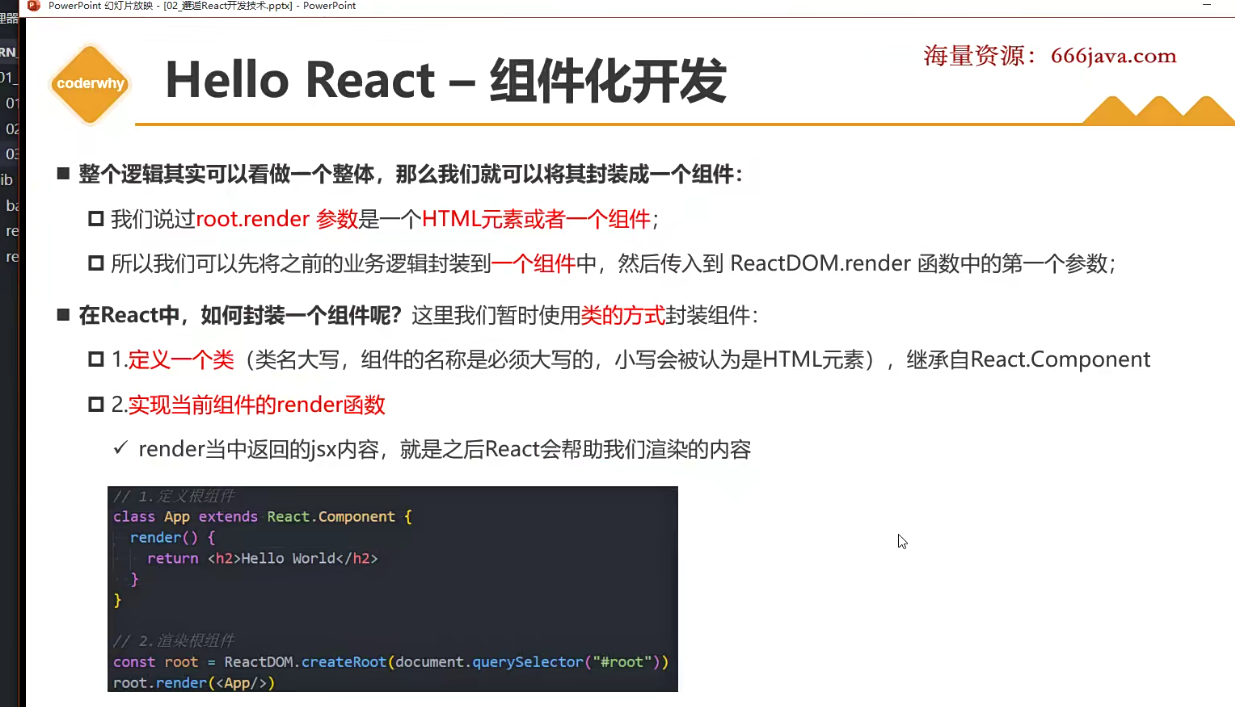 PowerPoint 幻灯片放映 - [02_邂逅React开发技术.pptx] - PowerPoint
理器
RN_
01_
01
02
03
lib
ba
re
re
coderwhy
Hello React – 组件化开发
海量资源：666java.com
整个逻辑其实可以看做一个整体，那么我们就可以将其封装成一个组件：
我们说过root.render 参数是一个HTML元素或者一个组件；
所以我们可以先将之前的业务逻辑封装到一个组件中，然后传入到 ReactDOM.render 函数中的第一个参数；
在React中，如何封装一个组件呢？这里我们暂时使用类的方式封装组件：
1.定义一个类（类名大写，组件的名称是必须大写的，小写会被认为是HTML元素），继承自React.Component
2.实现当前组件的render函数
render当中返回的jsx内容，就是之后React会帮助我们渲染的内容
// 1.定义根组件
class App extends React.Component {
render() {
return <h2>Hello World</h2>
}
}
// 2.渲染根组件
const root = ReactDOM.createRoot(document.querySelector("#root"))
root.render(<App/>)